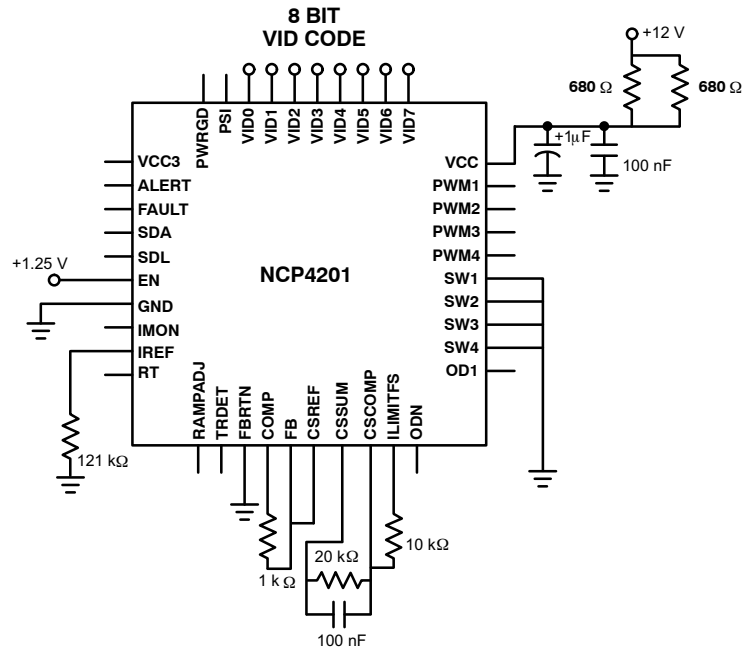 8 BIT
VID CODE
+12 V
680 Ω
680 Ω
PWRGD
PSI
VID0
VID1
VID2
VID3
VID4
VID5
VID6
VID7
+1μF
100 nF
VCC3
ALERT
FAULT
SDA
SDL
+1.25 V
EN
GND
IMON
IREF
RT
NCP4201
VCC
PWM1
PWM2
PWM3
PWM4
SW1
SW2
SW3
SW4
OD1
RAMPADJ
TRDET
FBRTN
COMP
FB
CSREF
CSSUM
CSCOMP
ILIMITFS
ODN
121 kΩ
1 k Ω
20 kΩ
10 kΩ
100 nF